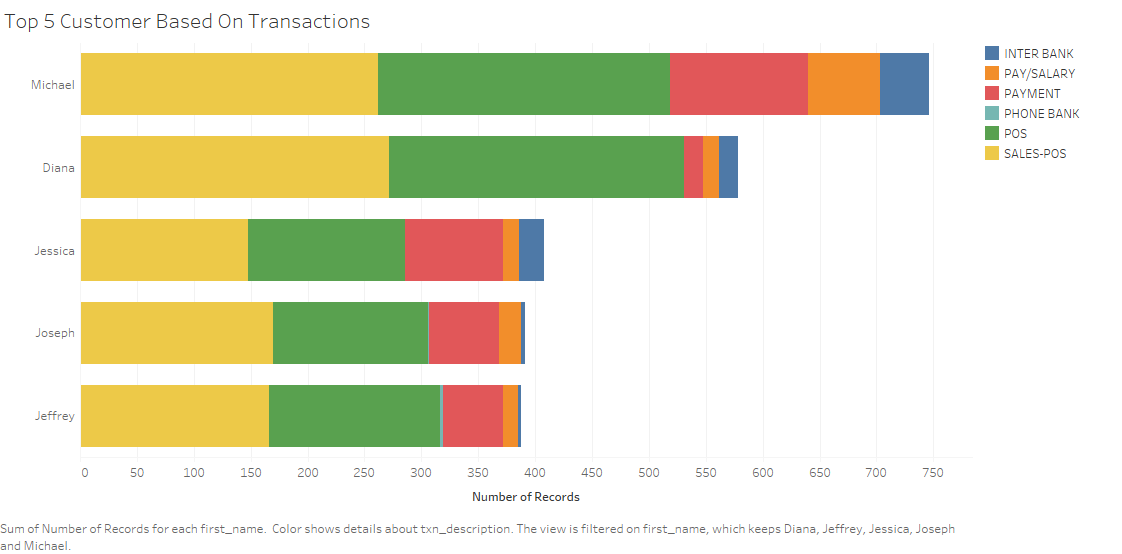 Top 5 Customer Based On Transactions
INTER BANK
PAY/SALARY
PAYMENT
PHONE BANK
POS
SALES-POS
Michael
Diana
Jessica
Joseph
Jeffrey
0 50 100 150 200 250 300 350 400 450 500 550 600 650 700 750
Number of Records
Sum of Number of Records for each first_name. Color shows details about txn_description. The view is filtered on first_name, which keeps Diana, Jeffrey, Jessica, Joseph
and Michael.